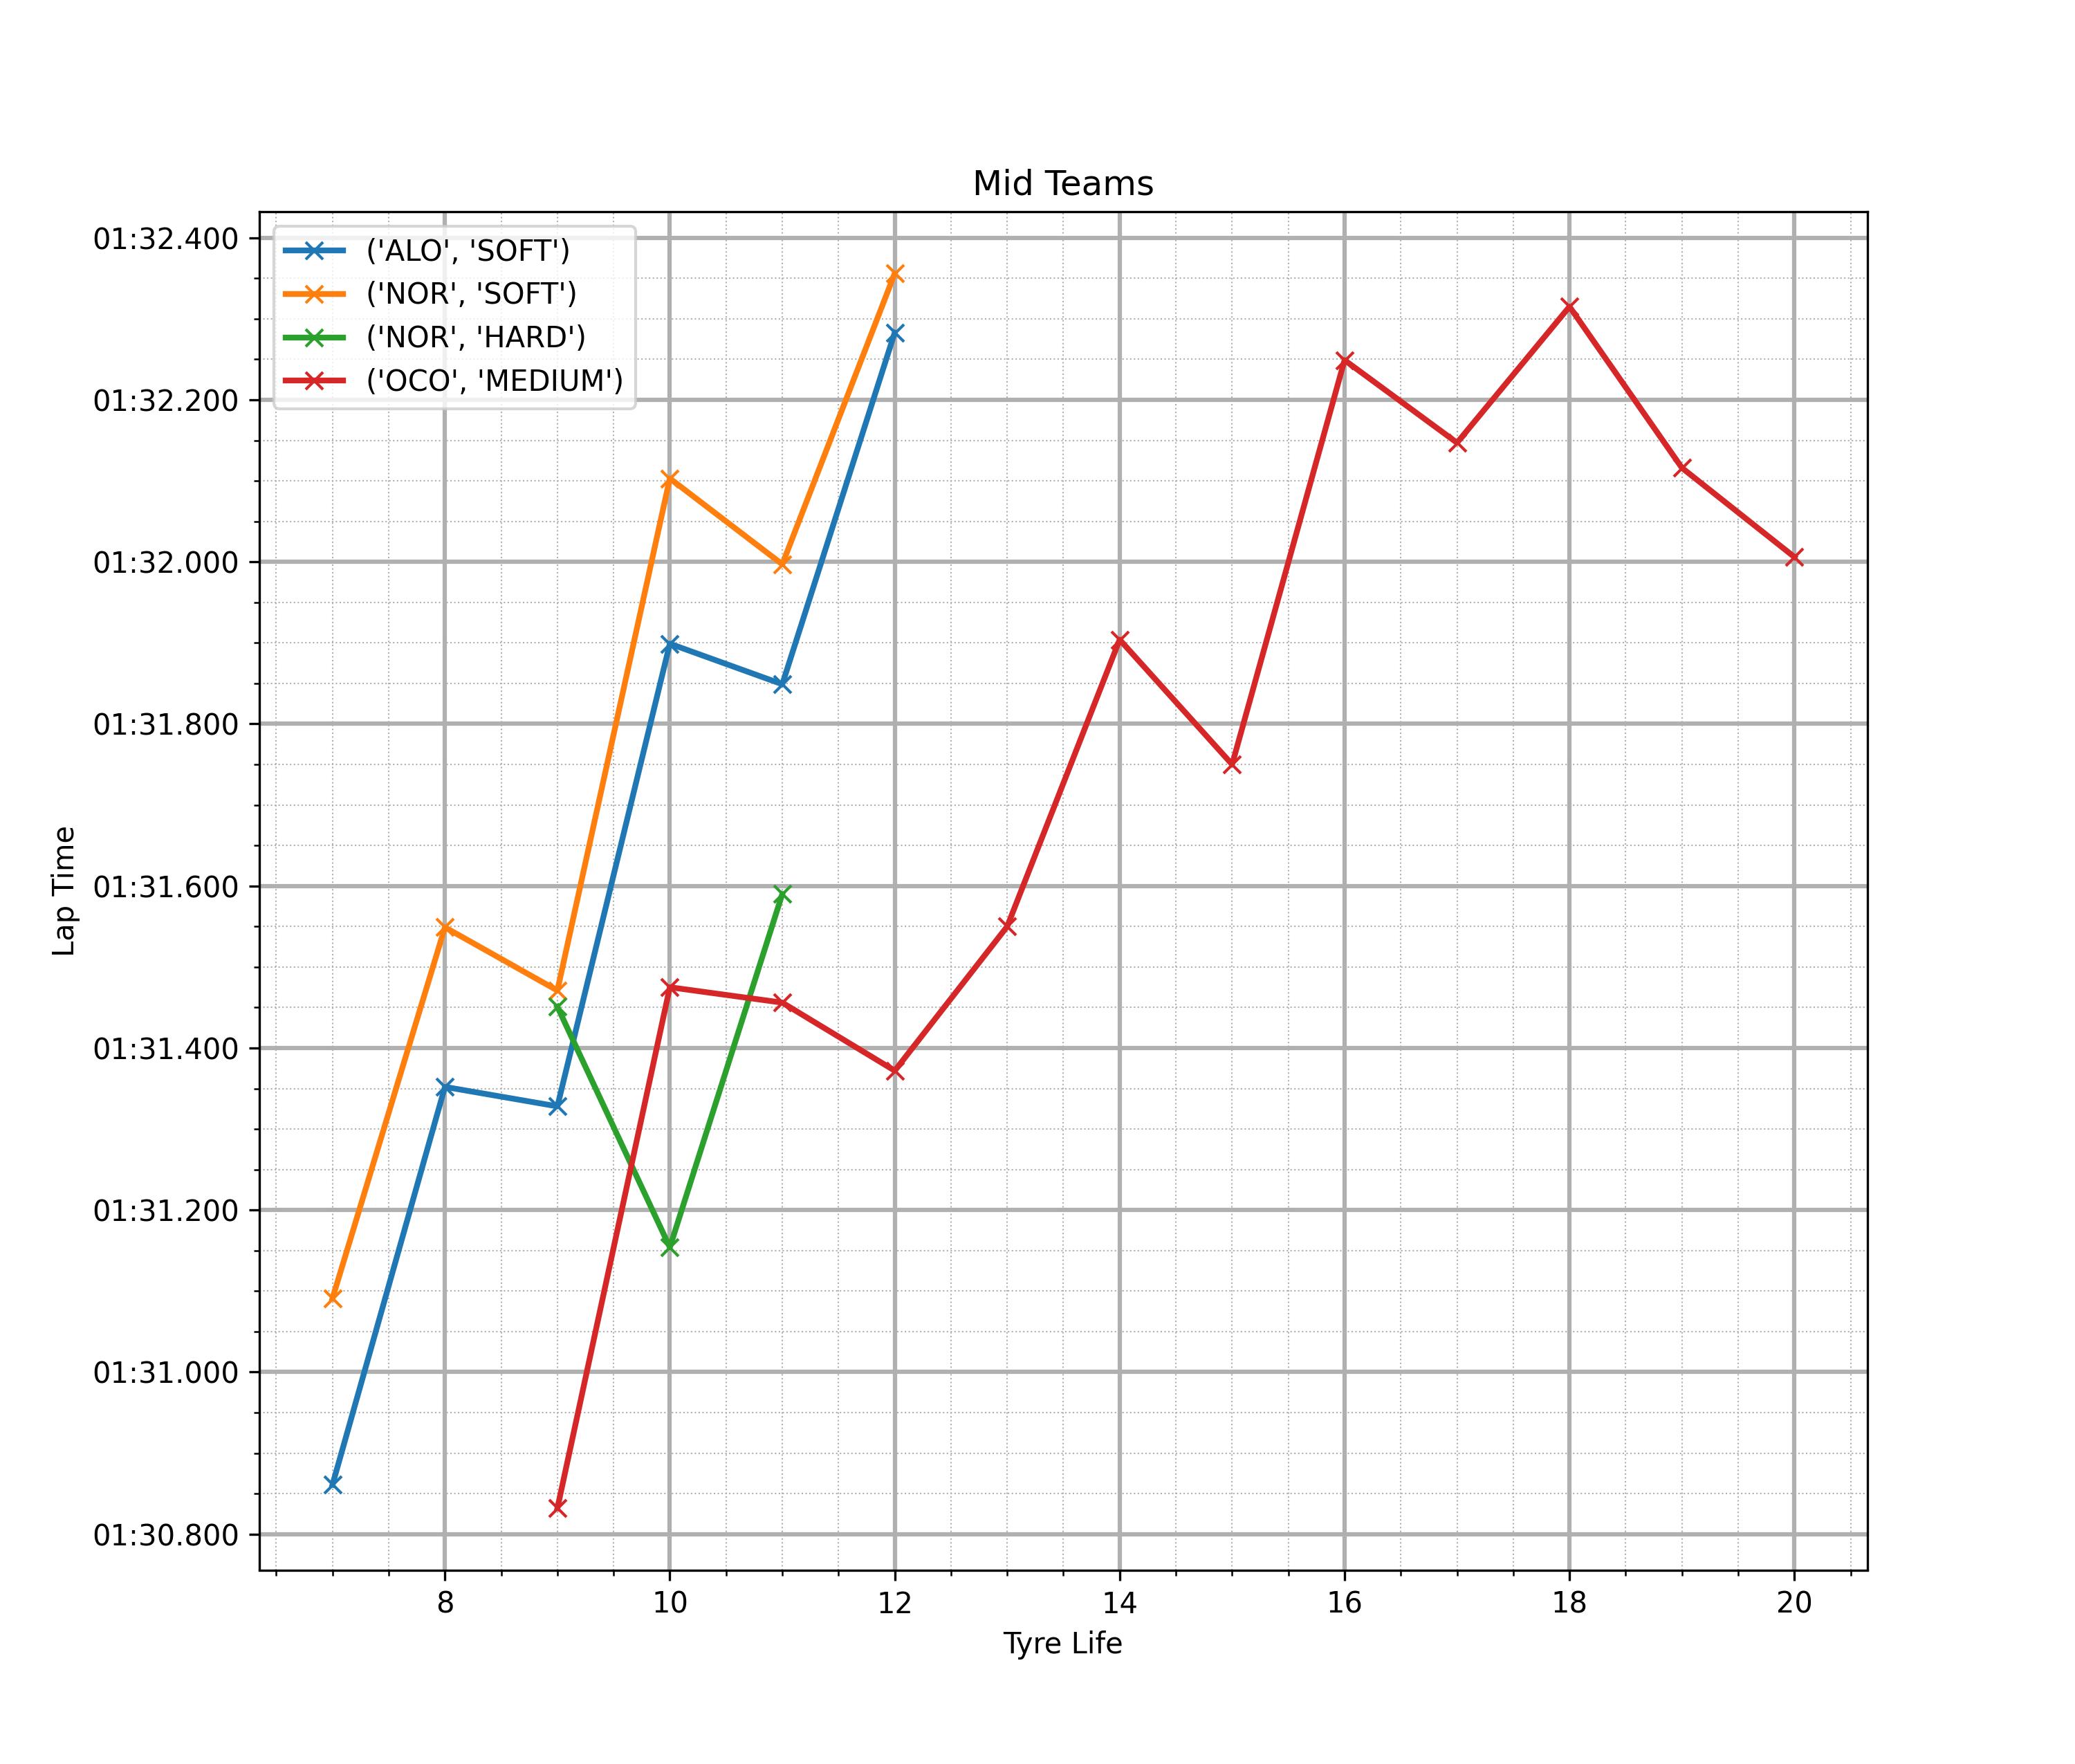 Mid Teams
('ALO', 'SOFT')
('NOR', 'SOFT')
('NOR', 'HARD')
('OCO', 'MEDIUM')
Lap Time
01:32.400
01:32.200
01:32.000
01:31.800
01:31.600
01:31.400
01:31.200
01:31.000
01:30.800
8 10 12 14 16 18 20
Tyre Life